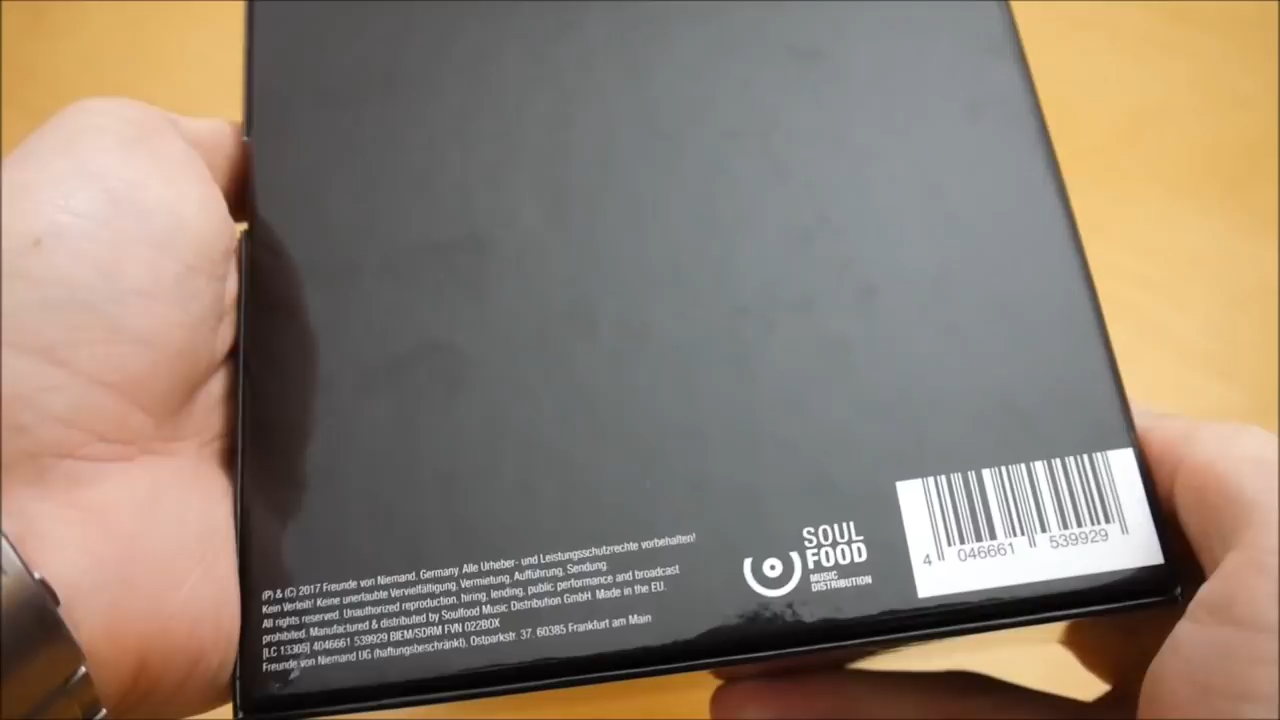 (P) & (C) 2017 Freunde von Niemand, Germany. Alle Urheber- und Leistungsschutzrechte vorbehalten!
Kein Verleih! Keine unerlaubte Vervielfältigung, Vermietung, Aufführung, Sendung.
All rights reserved. Unauthorized reproduction, hiring, lending, public performance and broadcast
prohibited. Manufactured & distributed by Soulfood Music Distribution GmbH. Made in the EU.
[LC 13305] 4046661 539929 BIEM/SDRM FVN 022BOX
Freunde von Niemand UG (haftungsbeschränkt), Ostparkstr. 37, 60385 Frankfurt am Main
SOUL
FOOD
MUSIC
DISTRIBUTION
4 046661 539929